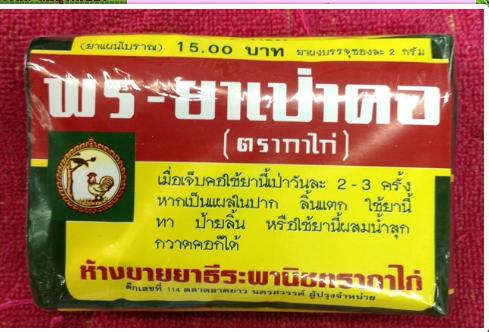 (ยาแผนโบราณ) 15.00 บาท ยาผงบรรจุซองละ 2 กรัม
พร-ยาเป่าคอ
(ตรากาไก่)
เมื่อเจ็บคอใช้ยานี้เป่าวันละ 2-3 ครั้ง
หากเป็นแผลในปาก ลิ้นแตก ใช้ยานี้
ทา ป้ายลิ้น หรือใช้ยานี้ผสมน้ำสุก
กวาดคอก็ได้
ห้างขายยาธีระพานิชตรากาไก่
ตึกเลขที่ 114 ตลาดลาดยาว นครสวรรค์ ผู้ปรุงจำหน่าย